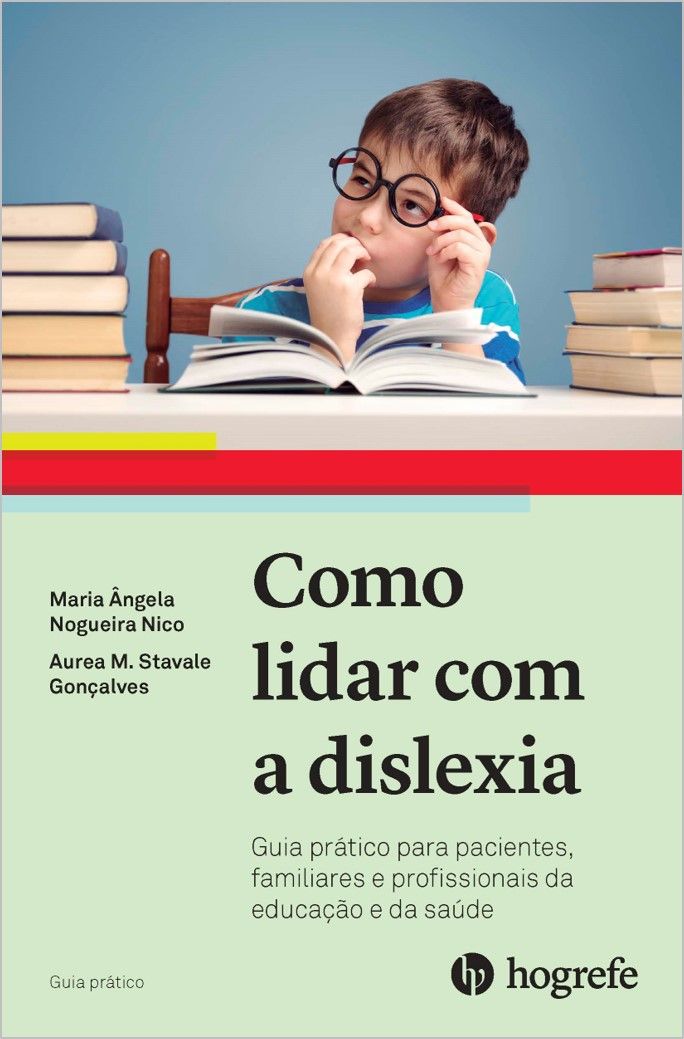 Maria Ângela
Nogueira Nico
Aurea M. Stavale
Gonçalves
Como
lidar com
a dislexia
Guia prático para pacientes,
familiares e profissionais da
educação e da saúde
Guia prático
hogrefe